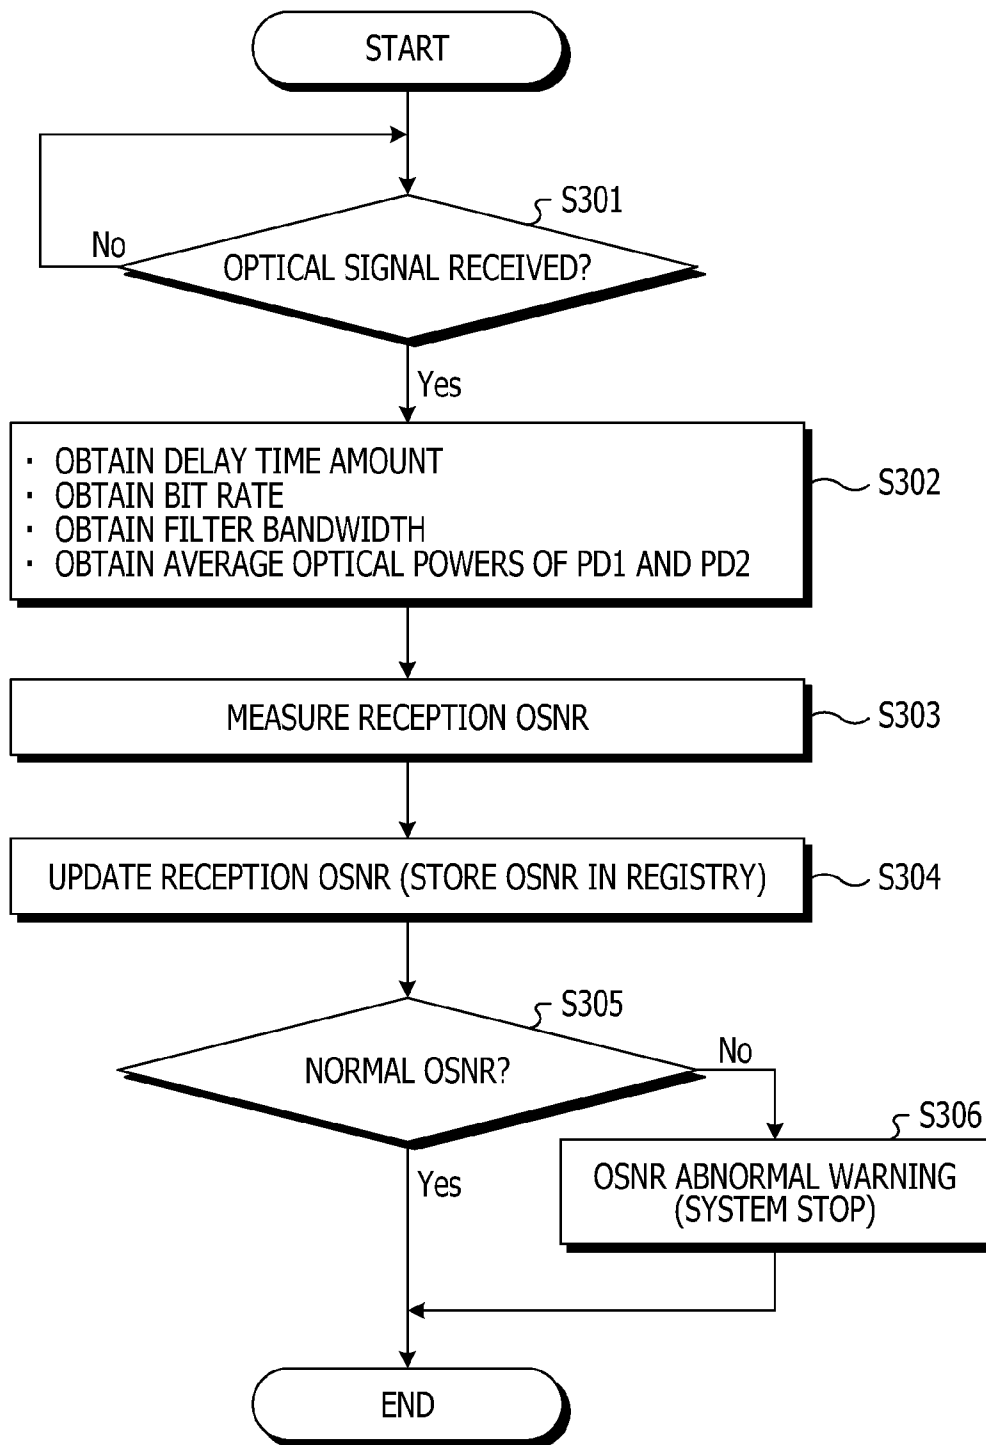 START
S301
No
OPTICAL SIGNAL RECEIVED?
Yes
· OBTAIN DELAY TIME AMOUNT
· OBTAIN BIT RATE
· OBTAIN FILTER BANDWIDTH
· OBTAIN AVERAGE OPTICAL POWERS OF PD1 AND PD2
S302
MEASURE RECEPTION OSNR
S303
UPDATE RECEPTION OSNR (STORE OSNR IN REGISTRY)
S304
S305
NORMAL OSNR?
No
S306
Yes
OSNR ABNORMAL WARNING
(SYSTEM STOP)
END